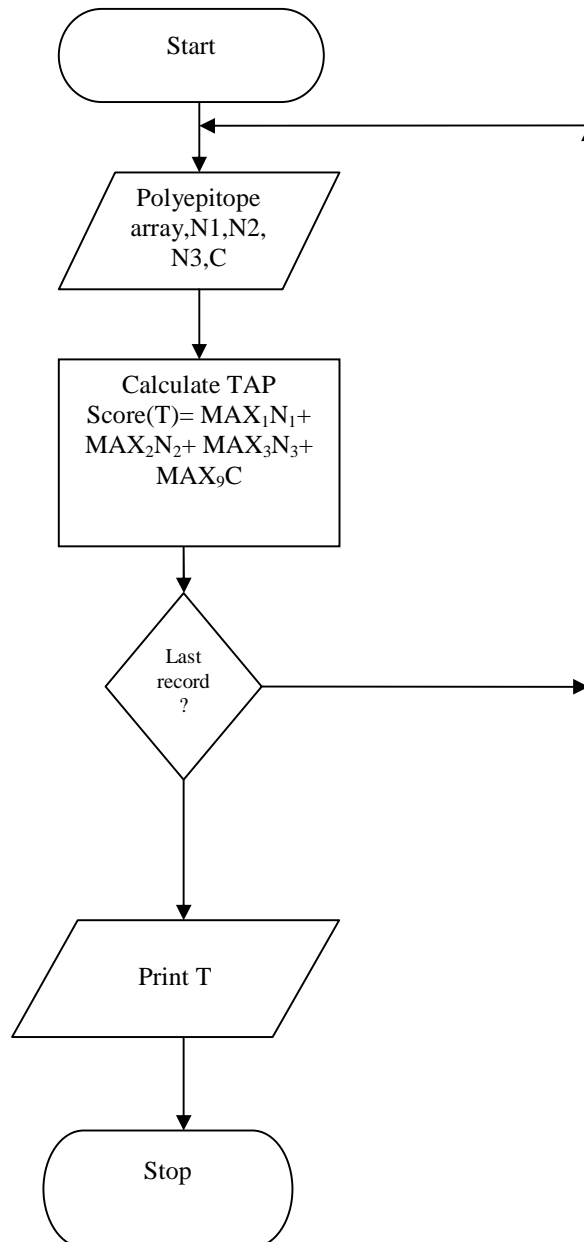 Start
Polyepitope
array,N1,N2,
N3,C
Calculate TAP
Score(T)= MAX₁N₁+
MAX₂N₂+ MAX₃N₃+
MAX₉C
Last
record
?
Print T
Stop